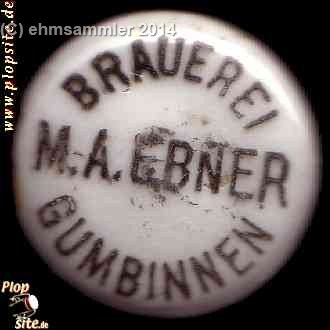 (c) ehmsammler 2014
www.plopsite.de
BRAUEREI
M.A.EBNER
GUMBINNEN
Plop
site.de